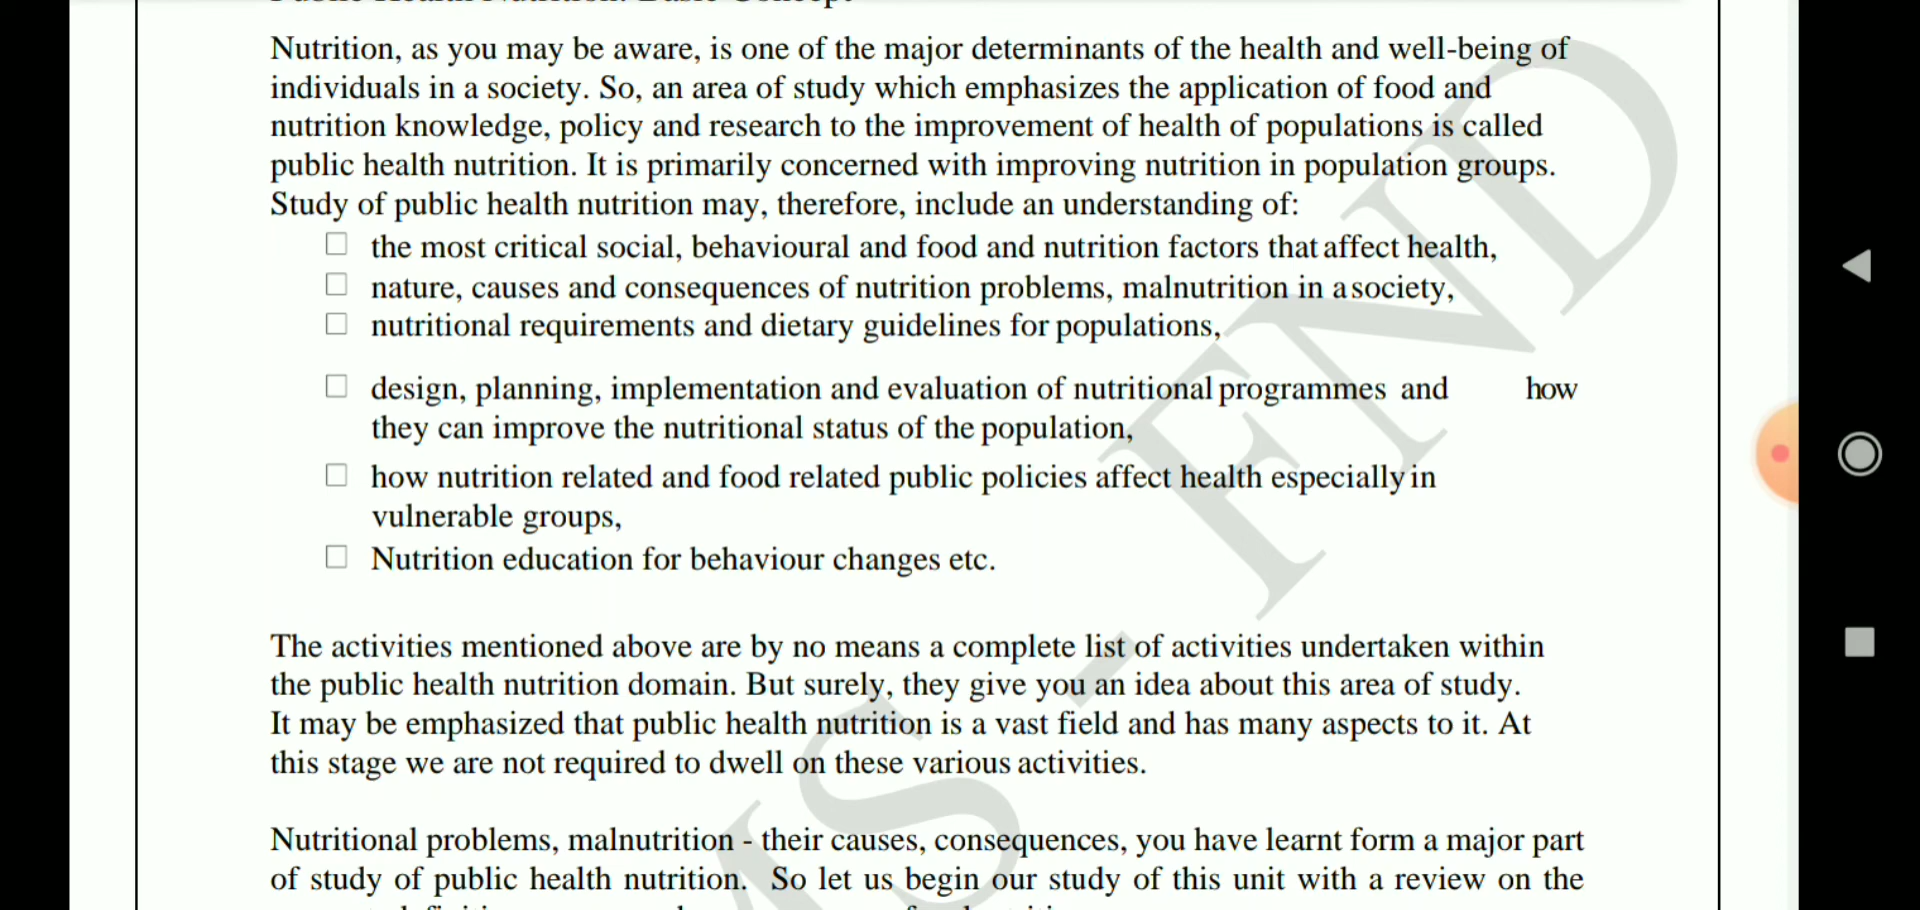 Public Health Nutrition: Basic Concept
Nutrition, as you may be aware, is one of the major determinants of the health and well-being of
individuals in a society. So, an area of study which emphasizes the application of food and
nutrition knowledge, policy and research to the improvement of health of populations is called
public health nutrition. It is primarily concerned with improving nutrition in population groups.
Study of public health nutrition may, therefore, include an understanding of:
☐ the most critical social, behavioural and food and nutrition factors that affect health,
☐ nature, causes and consequences of nutrition problems, malnutrition in a society,
☐ nutritional requirements and dietary guidelines for populations,
☐ design, planning, implementation and evaluation of nutritional programmes and how
they can improve the nutritional status of the population,
☐ how nutrition related and food related public policies affect health especially in
vulnerable groups,
☐ Nutrition education for behaviour changes etc.
The activities mentioned above are by no means a complete list of activities undertaken within
the public health nutrition domain. But surely, they give you an idea about this area of study.
It may be emphasized that public health nutrition is a vast field and has many aspects to it. At
this stage we are not required to dwell on these various activities.
Nutritional problems, malnutrition - their causes, consequences, you have learnt form a major part
of study of public health nutrition. So let us begin our study of this unit with a review on the
MS - FND